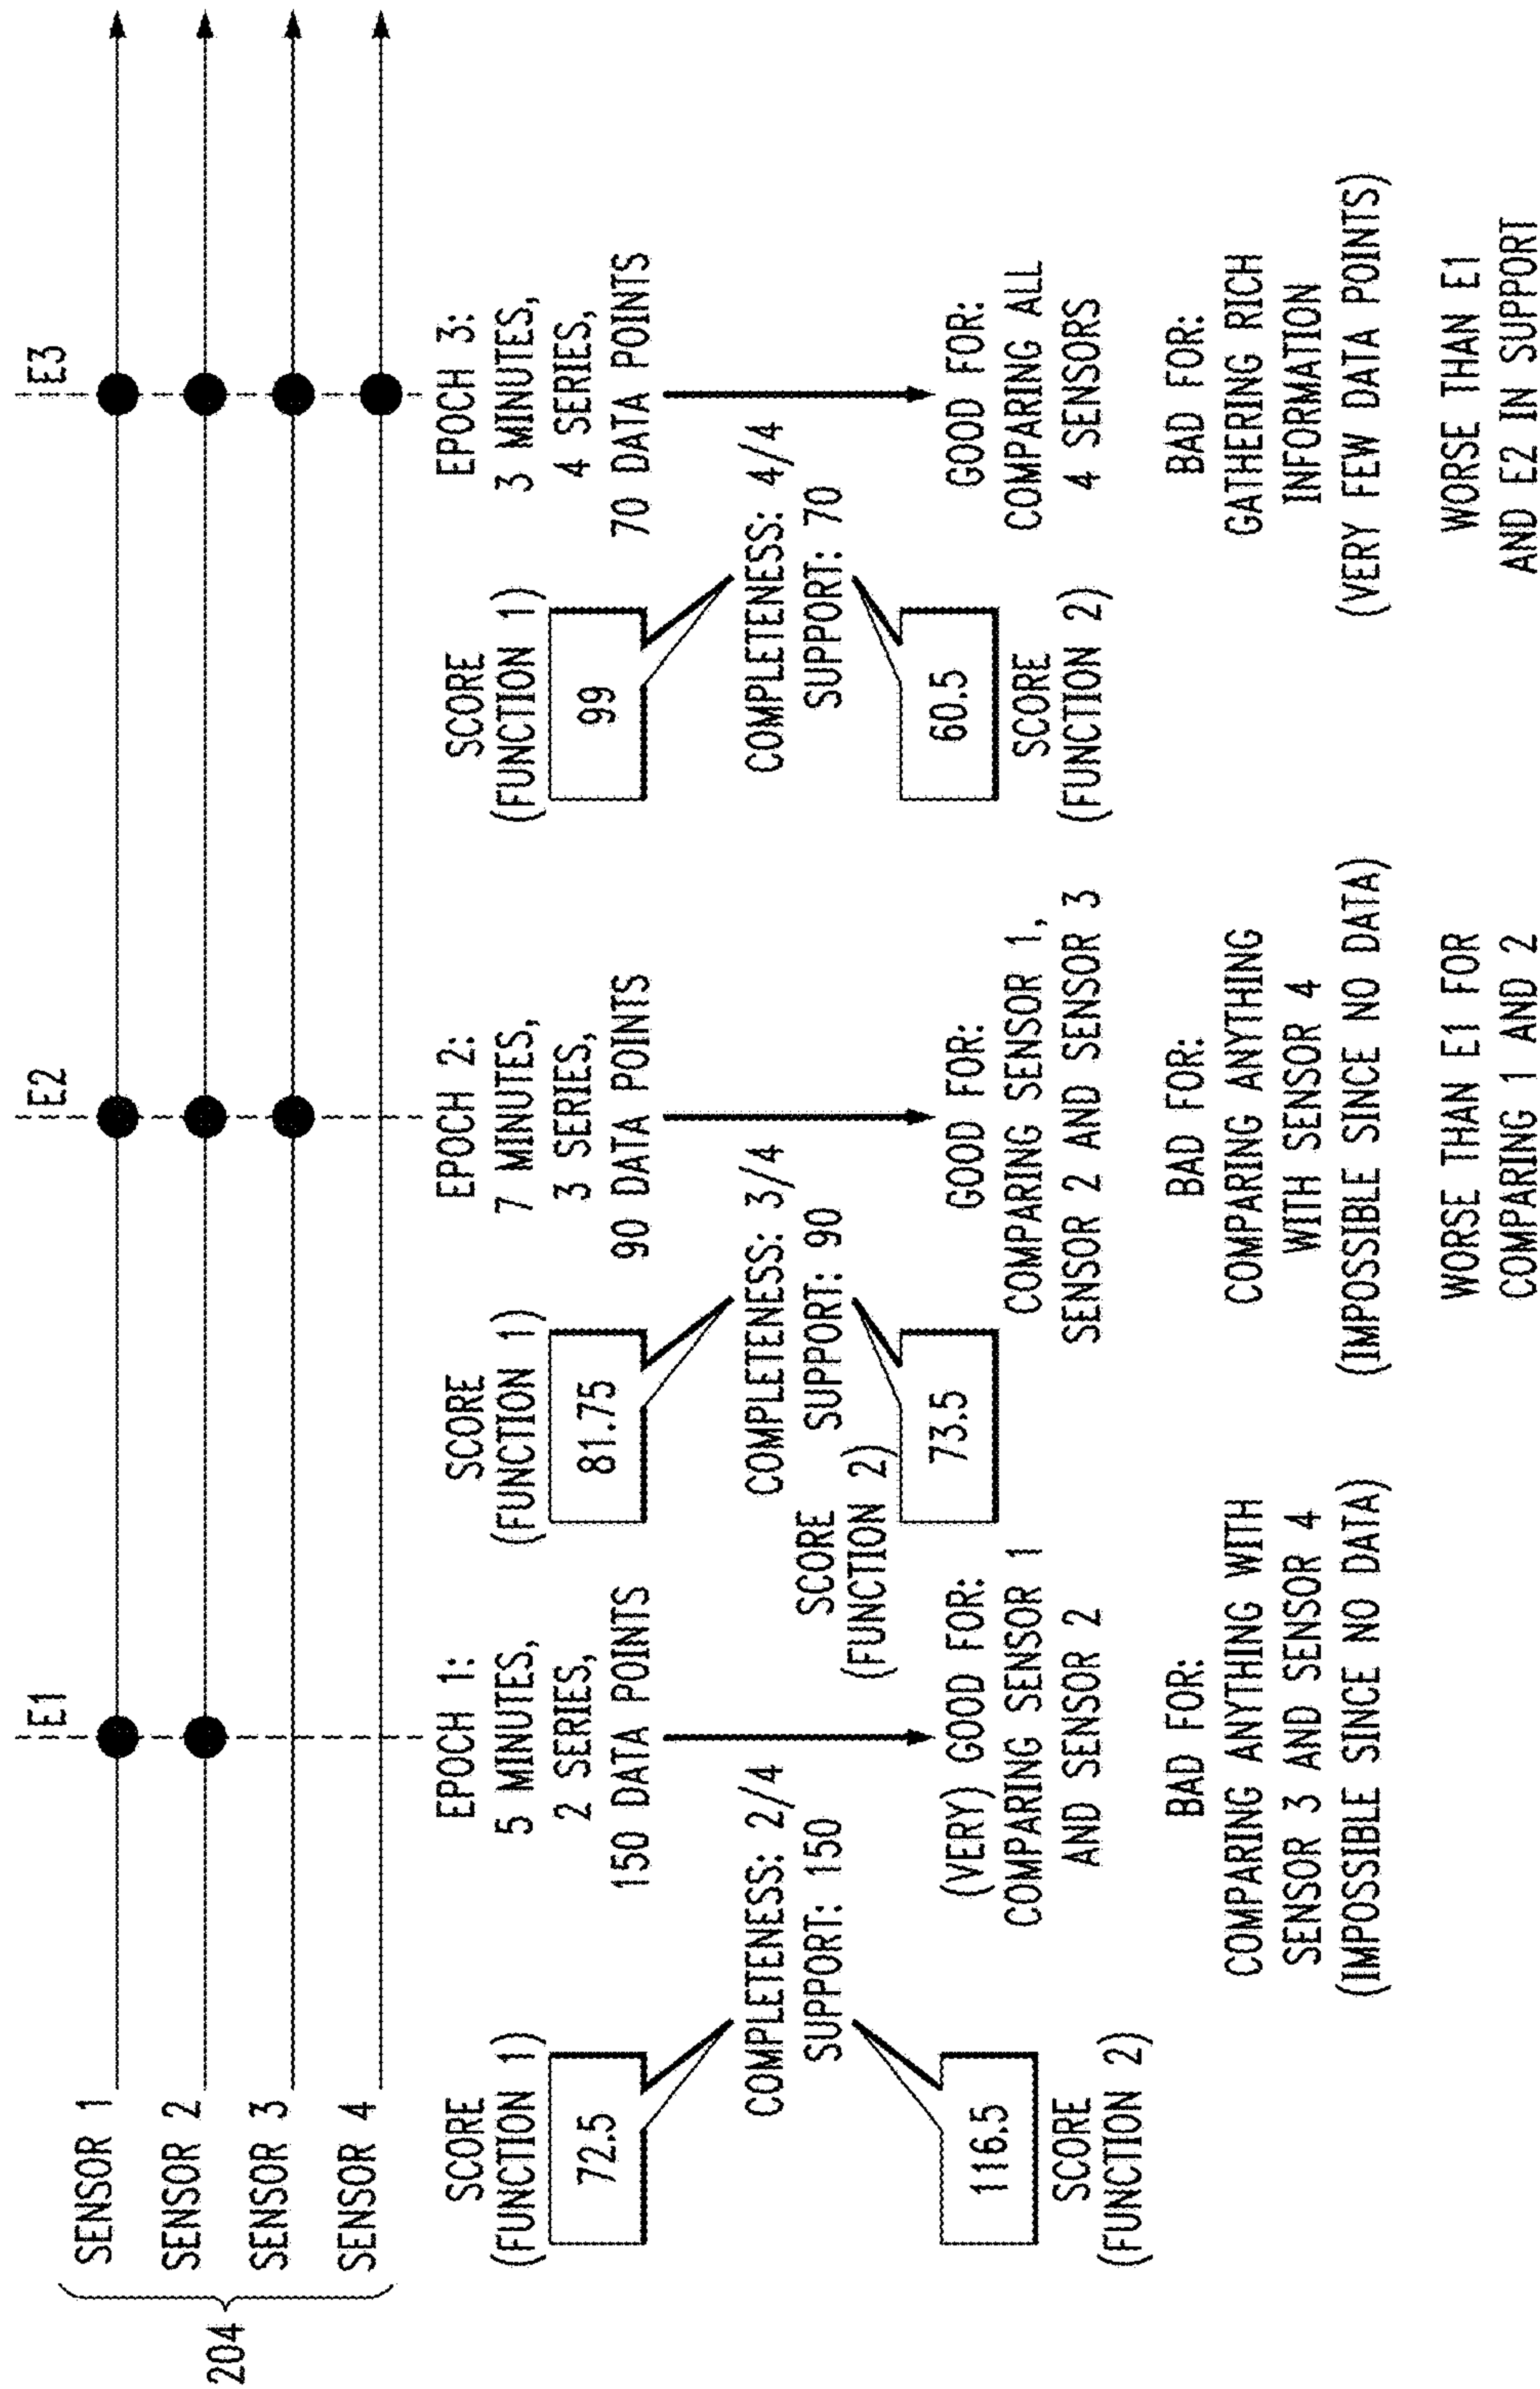 204
SENSOR 1
SENSOR 2
SENSOR 3
SENSOR 4
E1
E2
E3
SCORE
(FUNCTION 1)
72.5
COMPLETENESS: 2/4
SUPPORT: 150
116.5
SCORE
(FUNCTION 2)
EPOCH 1:
5 MINUTES,
2 SERIES,
150 DATA POINTS
(VERY) GOOD FOR:
COMPARING SENSOR 1
AND SENSOR 2
BAD FOR:
COMPARING ANYTHING WITH
SENSOR 3 AND SENSOR 4
(IMPOSSIBLE SINCE NO DATA)
SCORE
(FUNCTION 1)
81.75
COMPLETENESS: 3/4
SUPPORT: 90
SCORE
(FUNCTION 2)
73.5
EPOCH 2:
7 MINUTES,
3 SERIES,
90 DATA POINTS
GOOD FOR:
COMPARING SENSOR 1,
SENSOR 2 AND SENSOR 3
BAD FOR:
COMPARING ANYTHING
WITH SENSOR 4
(IMPOSSIBLE SINCE NO DATA)
WORSE THAN E1 FOR
COMPARING 1 AND 2
SCORE
(FUNCTION 1)
99
COMPLETENESS: 4/4
SUPPORT: 70
60.5
SCORE
(FUNCTION 2)
EPOCH 3:
3 MINUTES,
4 SERIES,
70 DATA POINTS
GOOD FOR:
COMPARING ALL
4 SENSORS
BAD FOR:
GATHERING RICH
INFORMATION
(VERY FEW DATA POINTS)
WORSE THAN E1
AND E2 IN SUPPORT